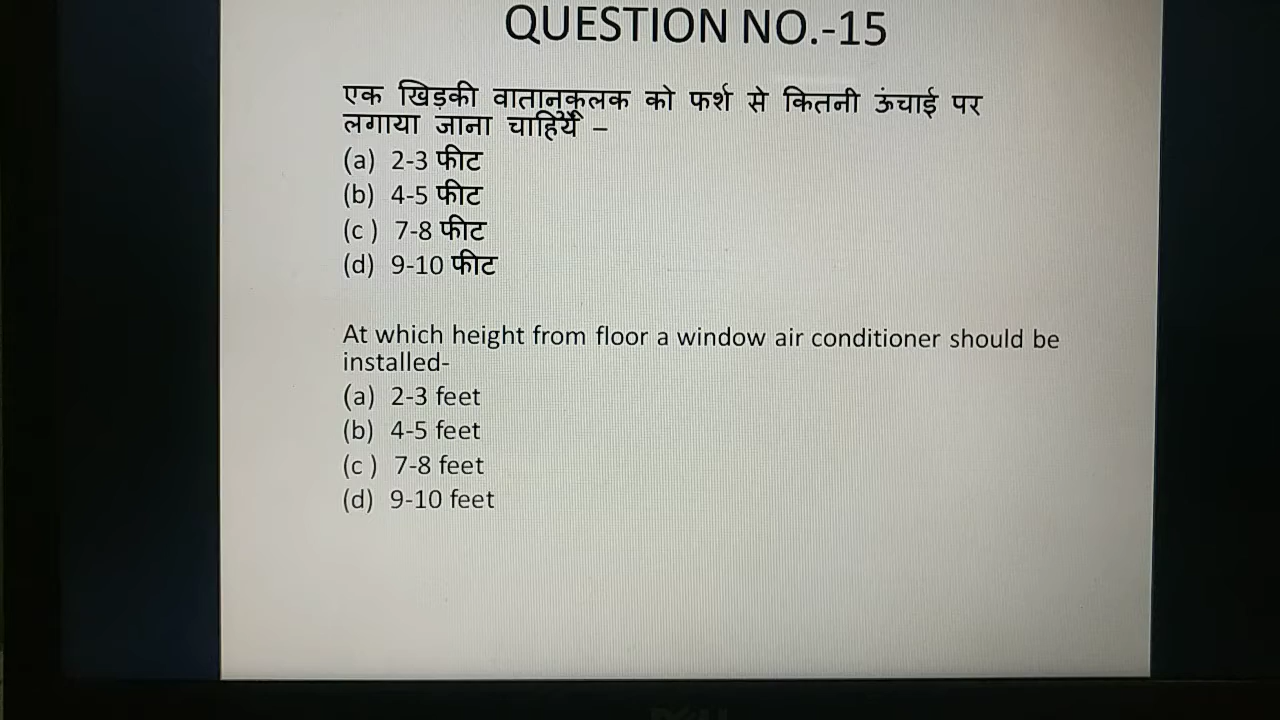 QUESTION NO.-15
एक खिड़की वातानुकूलक को फर्श से कितनी ऊंचाई पर
लगाया जाना चाहियें –
(a) 2-3 फीट
(b) 4-5 फीट
(c ) 7-8 फीट
(d) 9-10 फीट
At which height from floor a window air conditioner should be
installed-
(a) 2-3 feet
(b) 4-5 feet
(c ) 7-8 feet
(d) 9-10 feet